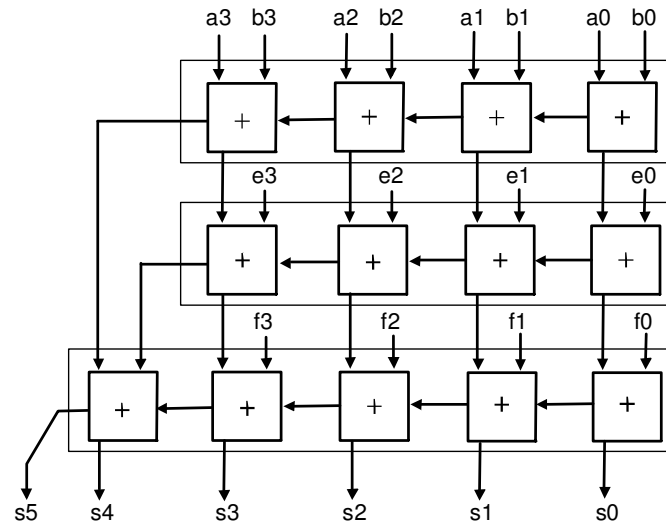 a3 b3 a2 b2 a1 b1 a0 b0
+ + + +
e3 e2 e1 e0
+ + + +
f3 f2 f1 f0
+ + + + +
s5 s4 s3 s2 s1 s0